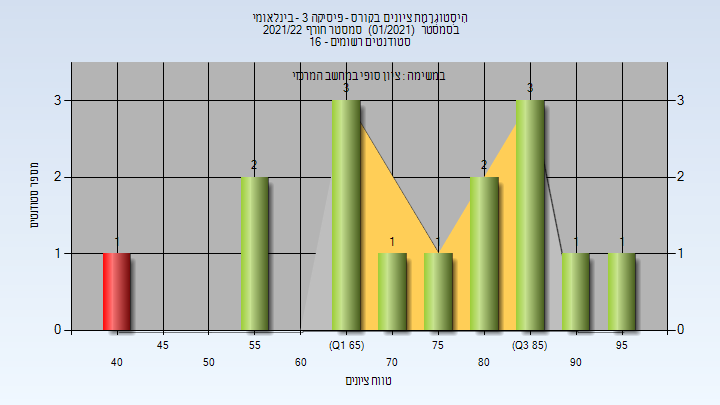 היסטוגרמת ציונים בקורס - פיסיקה 3 - בינלאומי
בסמסטר (01/2021) סמסטר חורף 2021/22
סטודנטים רשומים - 16
במשימה : ציון סופי במחשב המרכזי
מספר סטודנטים
3 3
2 2
1 1
0 0
1 2 3 1 1 2 3 1 1
40 45 50 55 60 (Q1 65) 70 75 80 (Q3 85) 90 95
טווח ציונים